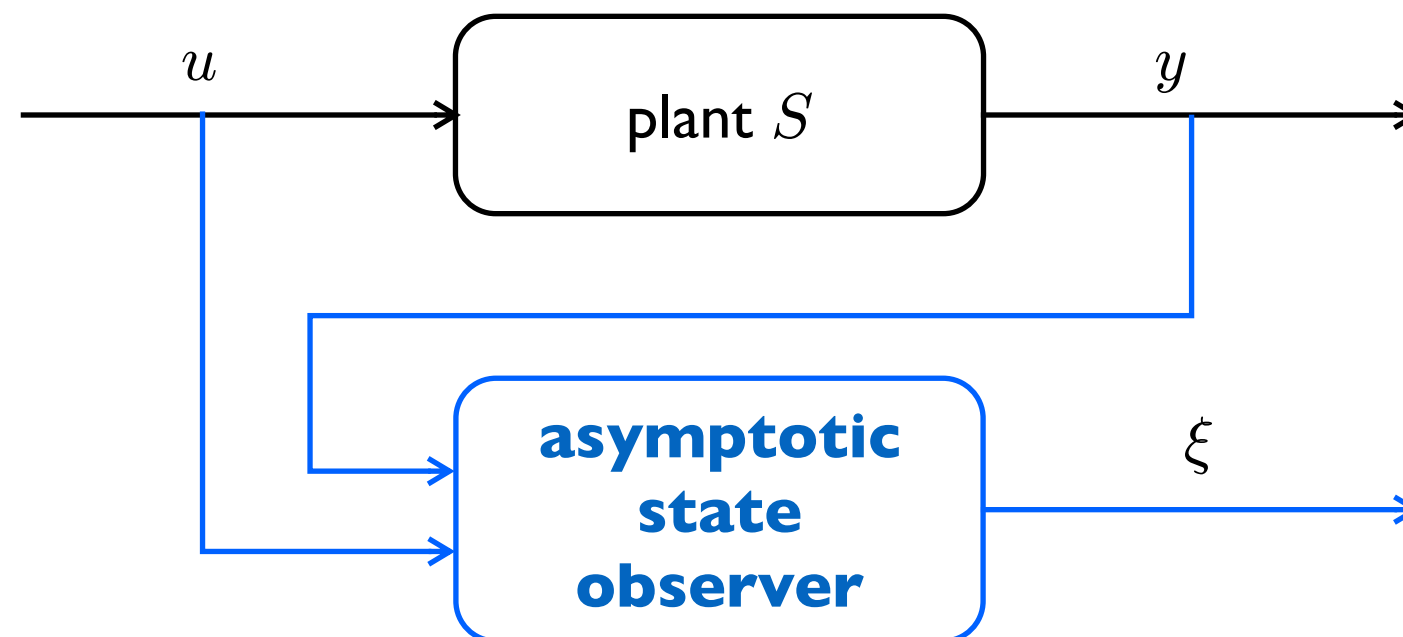 u
y
plant S
asymptotic
state
observer
ξ